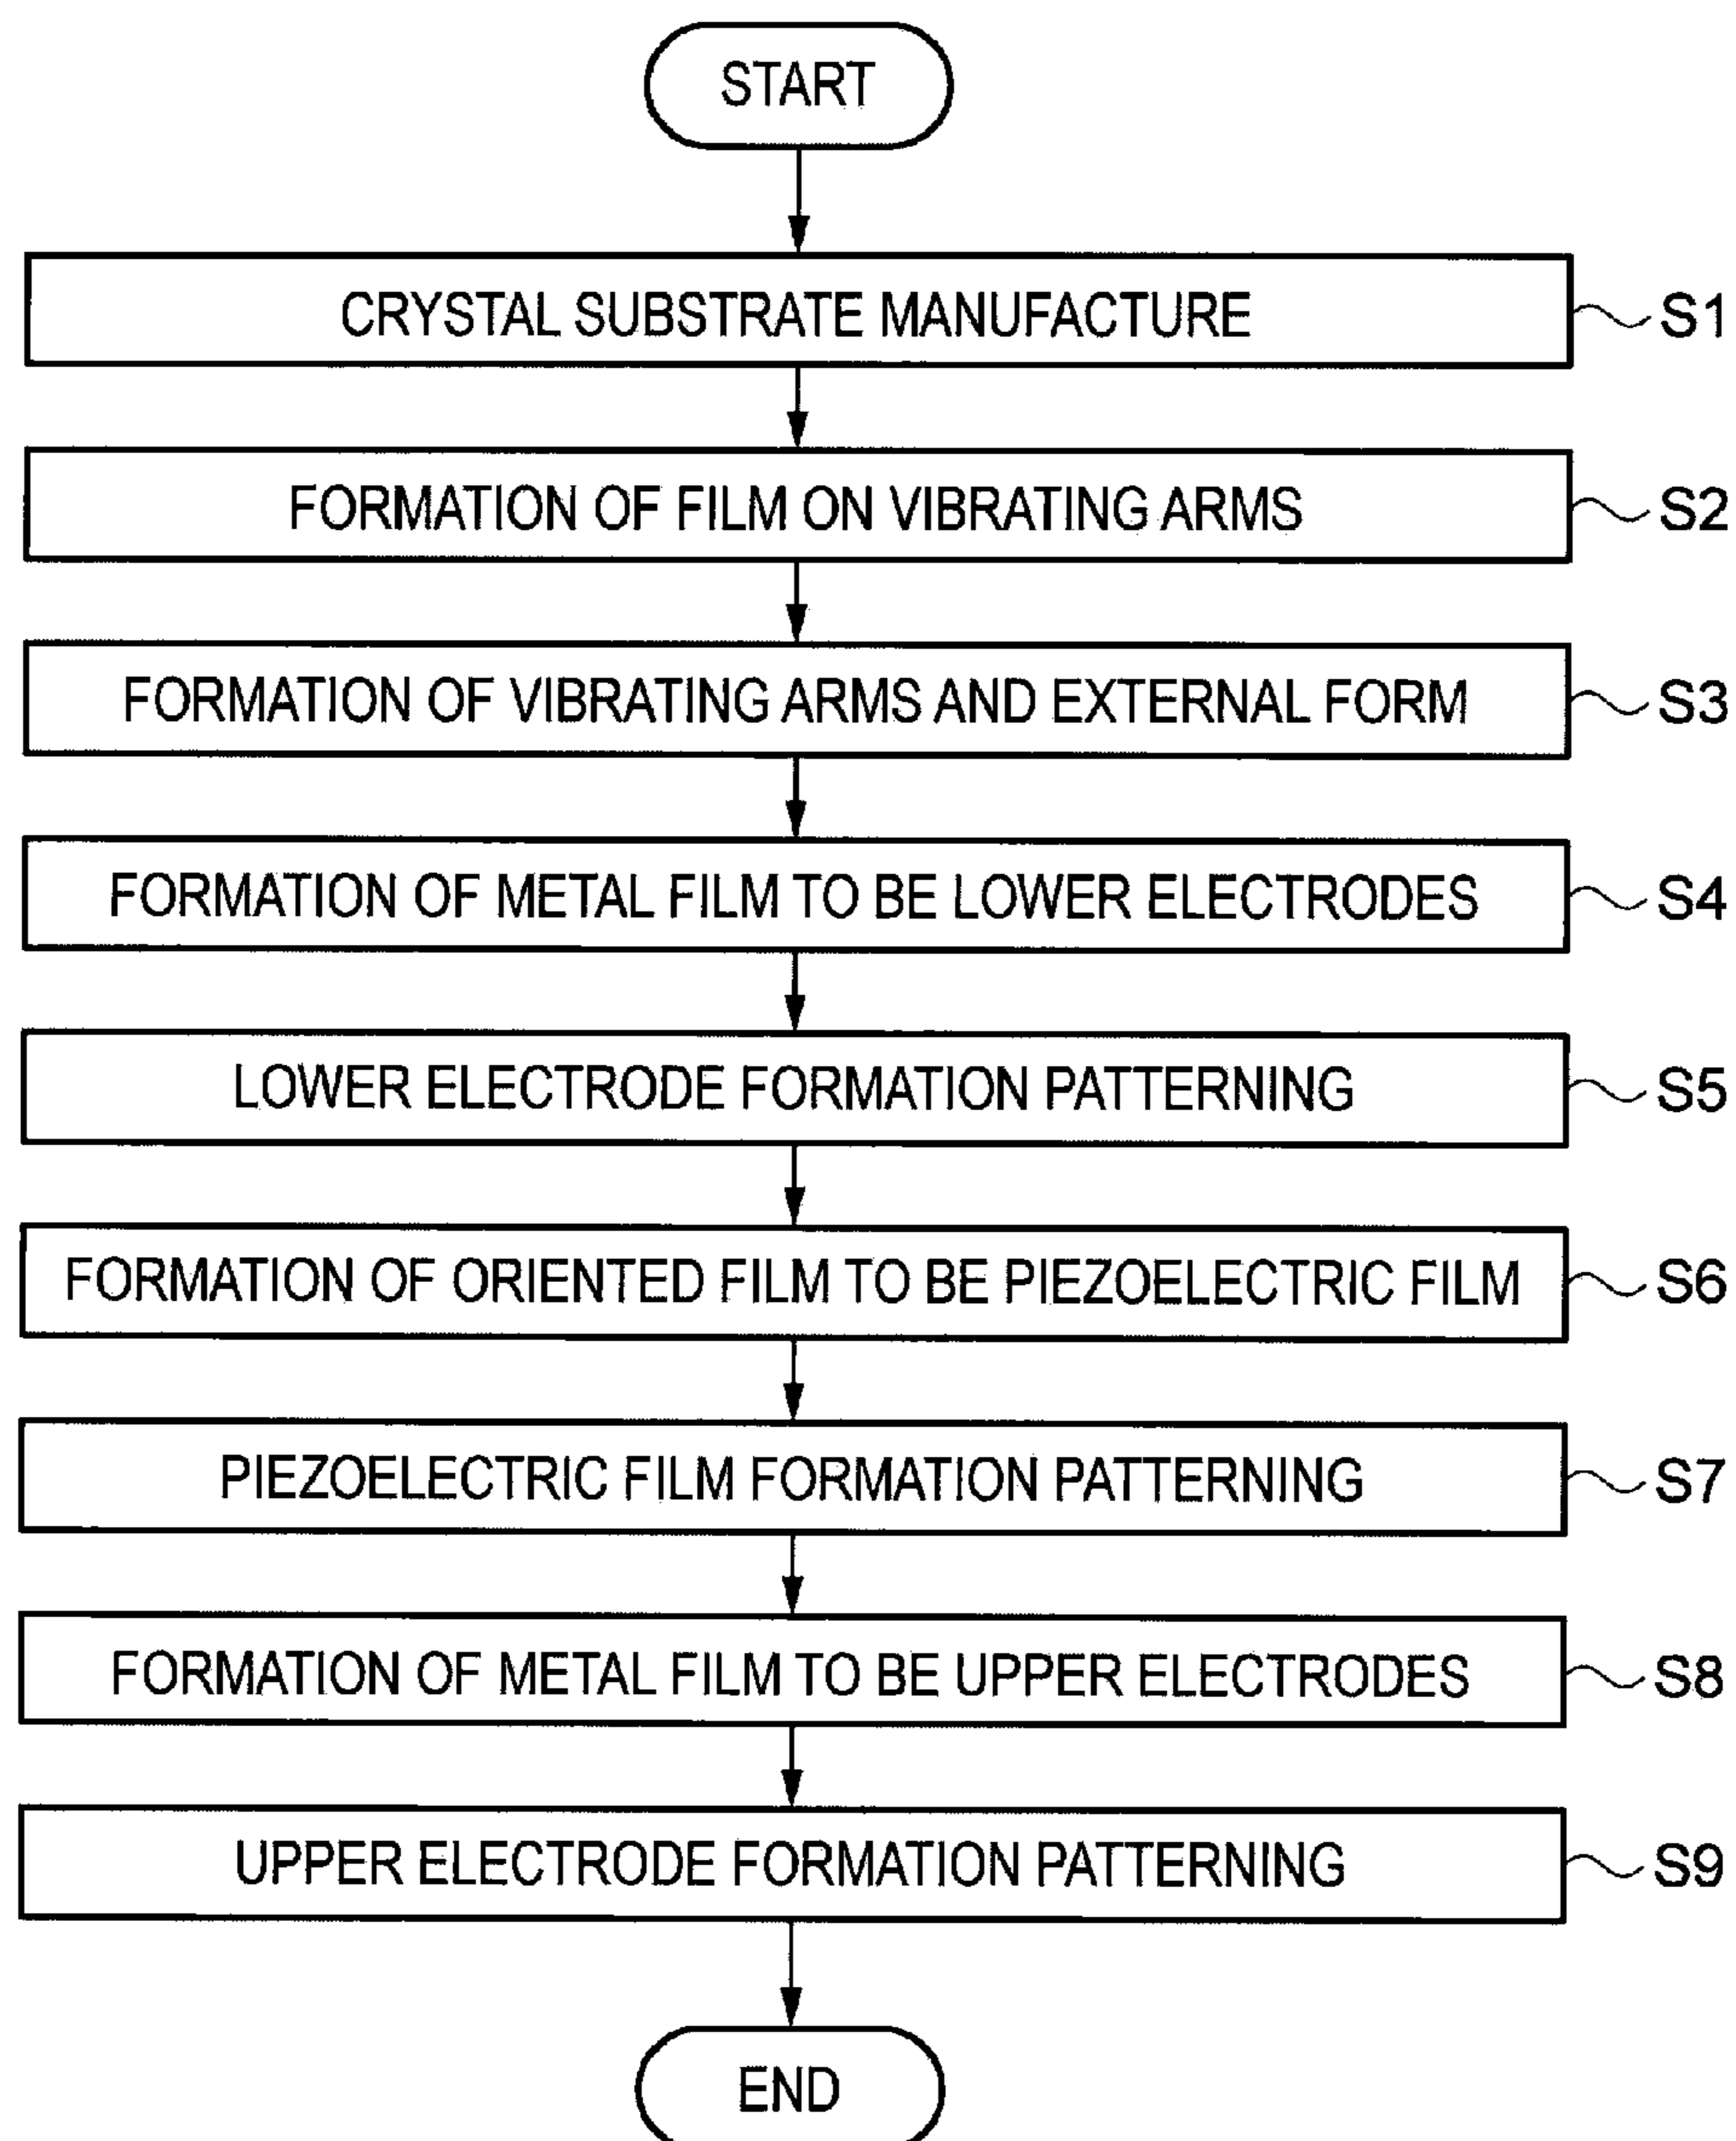 START
CRYSTAL SUBSTRATE MANUFACTURE S1
FORMATION OF FILM ON VIBRATING ARMS S2
FORMATION OF VIBRATING ARMS AND EXTERNAL FORM S3
FORMATION OF METAL FILM TO BE LOWER ELECTRODES S4
LOWER ELECTRODE FORMATION PATTERNING S5
FORMATION OF ORIENTED FILM TO BE PIEZOELECTRIC FILM S6
PIEZOELECTRIC FILM FORMATION PATTERNING S7
FORMATION OF METAL FILM TO BE UPPER ELECTRODES S8
UPPER ELECTRODE FORMATION PATTERNING S9
END